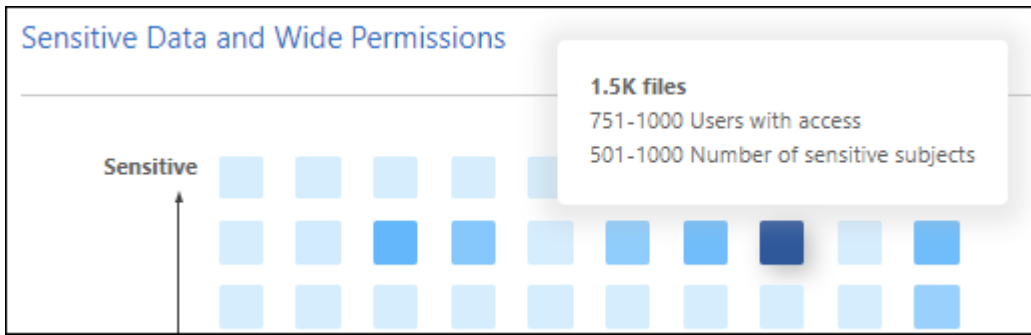 Sensitive Data and Wide Permissions
1.5K files
751-1000 Users with access
501-1000 Number of sensitive subjects
Sensitive